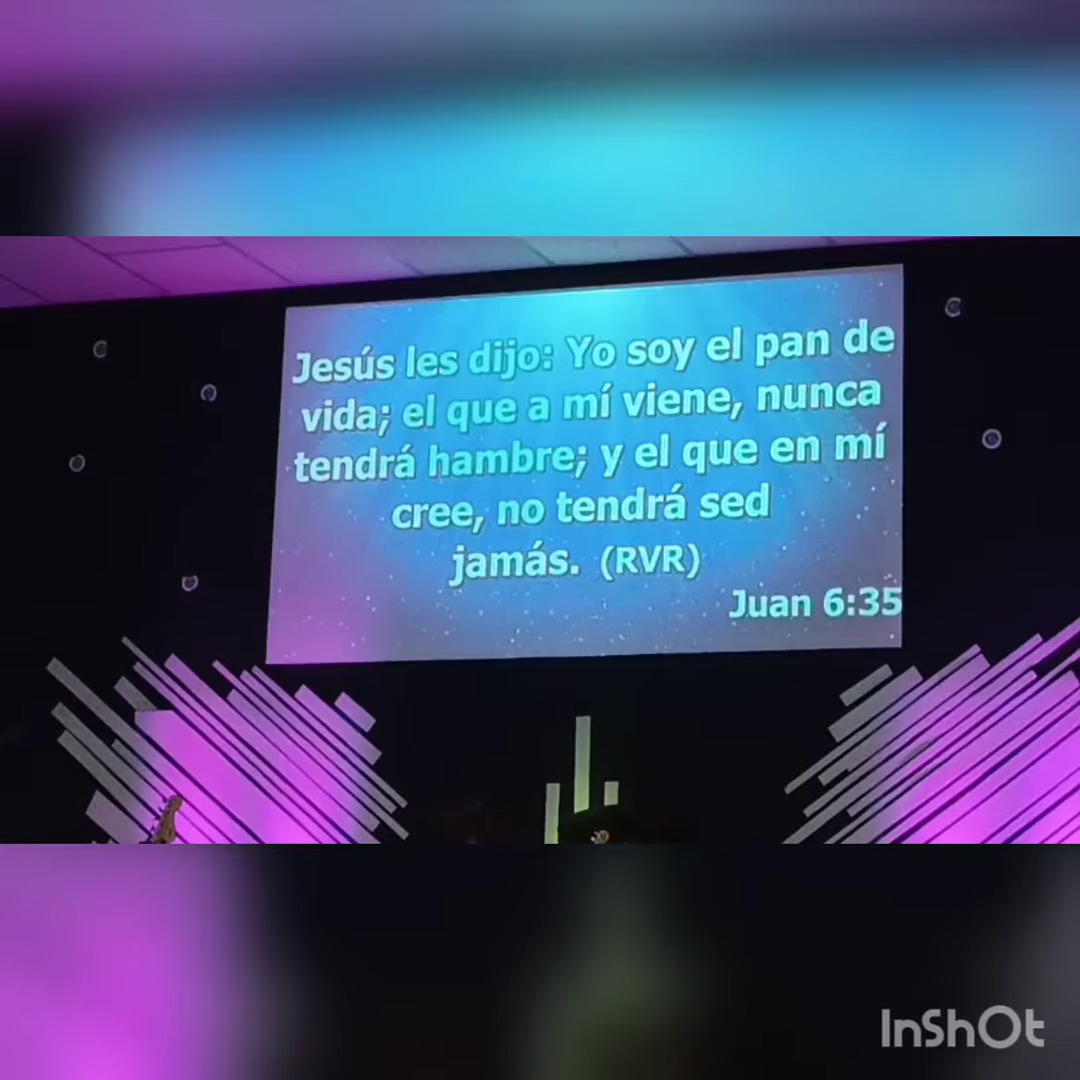 Jesús les dijo: Yo soy el pan de
vida; el que a mí viene, nunca
tendrá hambre; y el que en mí
cree, no tendrá sed
jamás. (RVR)
Juan 6:35
InShOt